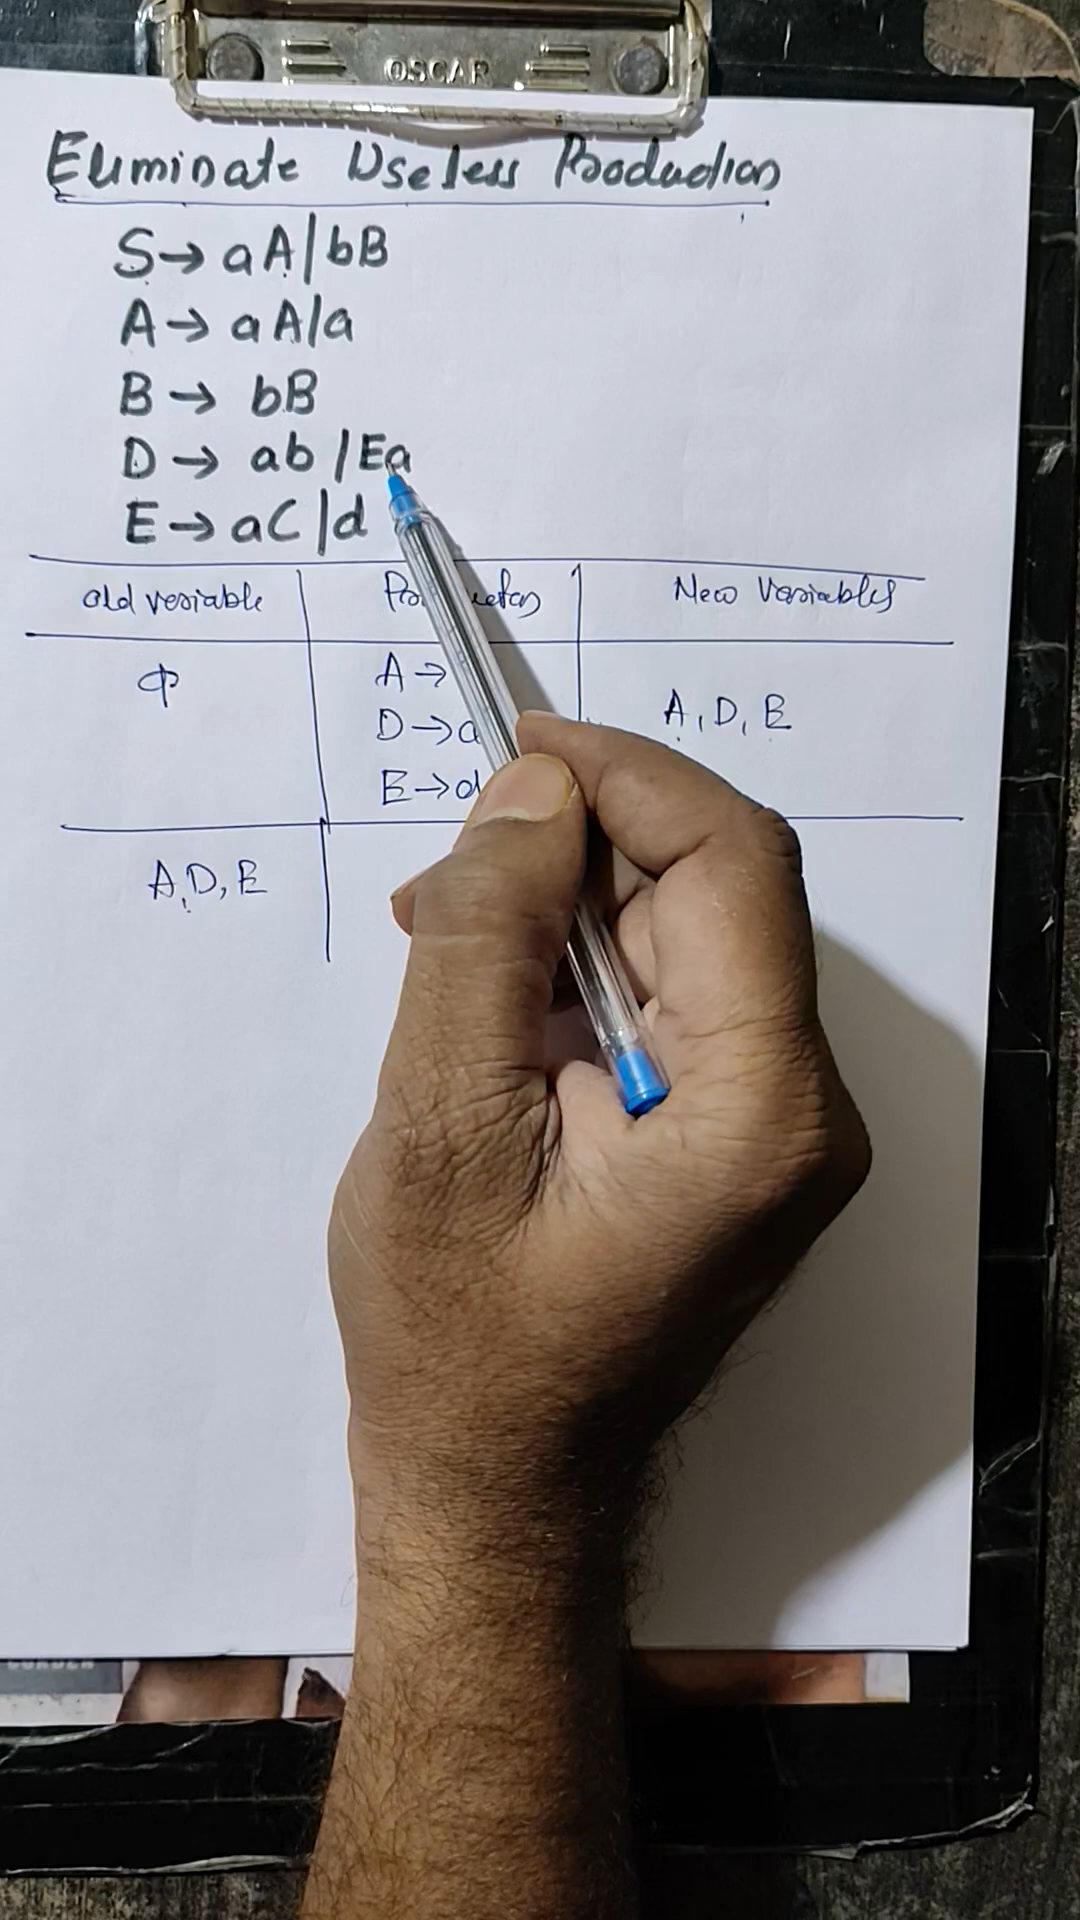 OSCAR
Eliminate Useless Production
S→ aA|bB
A→ aA|a
B→ bB
D→ ab|Ea
E→aC|d
old variable New Variables
Φ A→ A, D, E
D→a
E→d
A, D, E